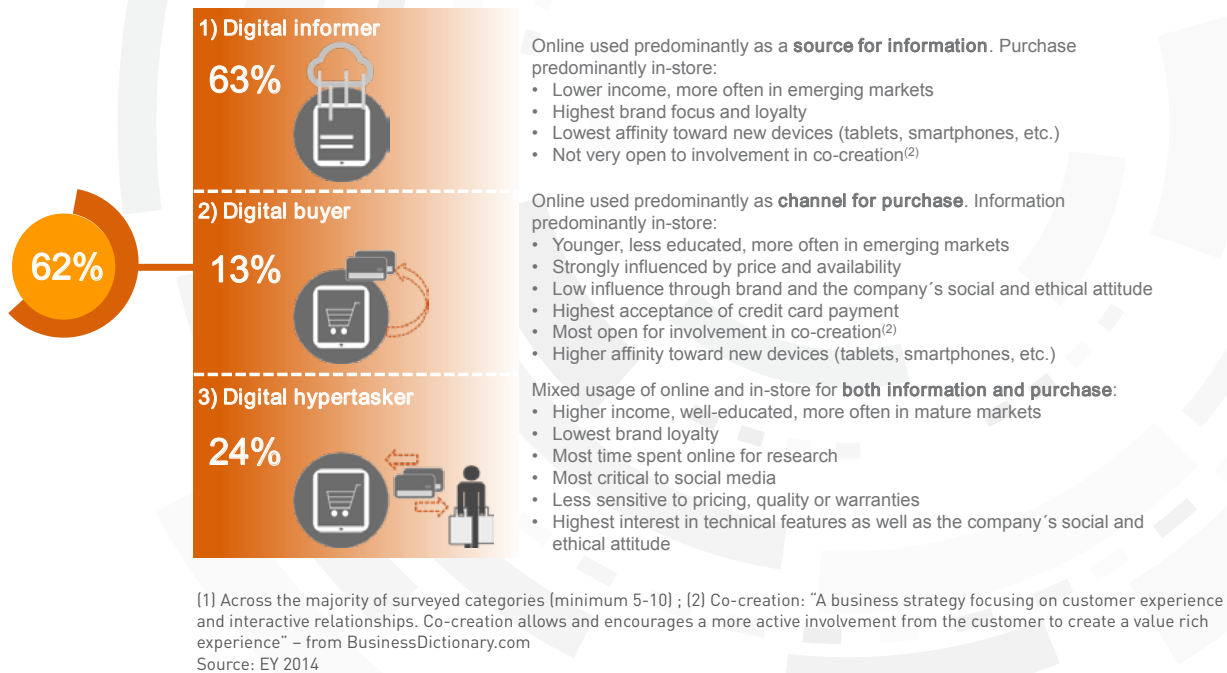 62%
1) Digital informer
63%
Online used predominantly as a source for information. Purchase
predominantly in-store:
• Lower income, more often in emerging markets
• Highest brand focus and loyalty
• Lowest affinity toward new devices (tablets, smartphones, etc.)
• Not very open to involvement in co-creation(2)
2) Digital buyer
13%
Online used predominantly as channel for purchase. Information
predominantly in-store:
• Younger, less educated, more often in emerging markets
• Strongly influenced by price and availability
• Low influence through brand and the company´s social and ethical attitude
• Highest acceptance of credit card payment
• Most open for involvement in co-creation(2)
• Higher affinity toward new devices (tablets, smartphones, etc.)
3) Digital hypertasker
24%
Mixed usage of online and in-store for both information and purchase:
• Higher income, well-educated, more often in mature markets
• Lowest brand loyalty
• Most time spent online for research
• Most critical to social media
• Less sensitive to pricing, quality or warranties
• Highest interest in technical features as well as the company´s social and
ethical attitude
(1) Across the majority of surveyed categories (minimum 5-10) ; (2) Co-creation: “A business strategy focusing on customer experience
and interactive relationships. Co-creation allows and encourages a more active involvement from the customer to create a value rich
experience” – from BusinessDictionary.com
Source: EY 2014